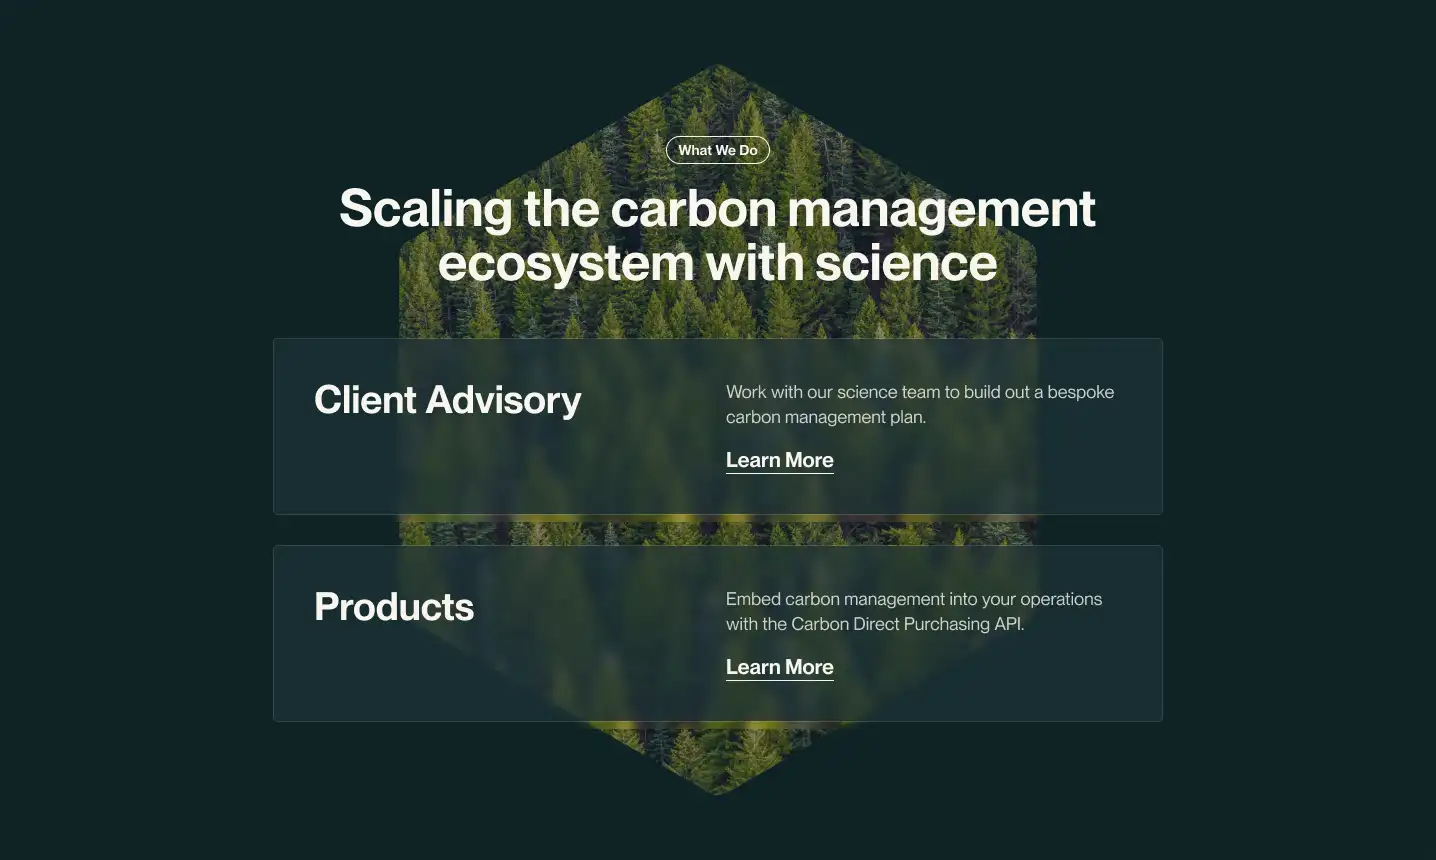 What We Do
Scaling the carbon management
ecosystem with science
Client Advisory
Work with our science team to build out a bespoke
carbon management plan.
Learn More
Products
Embed carbon management into your operations
with the Carbon Direct Purchasing API.
Learn More